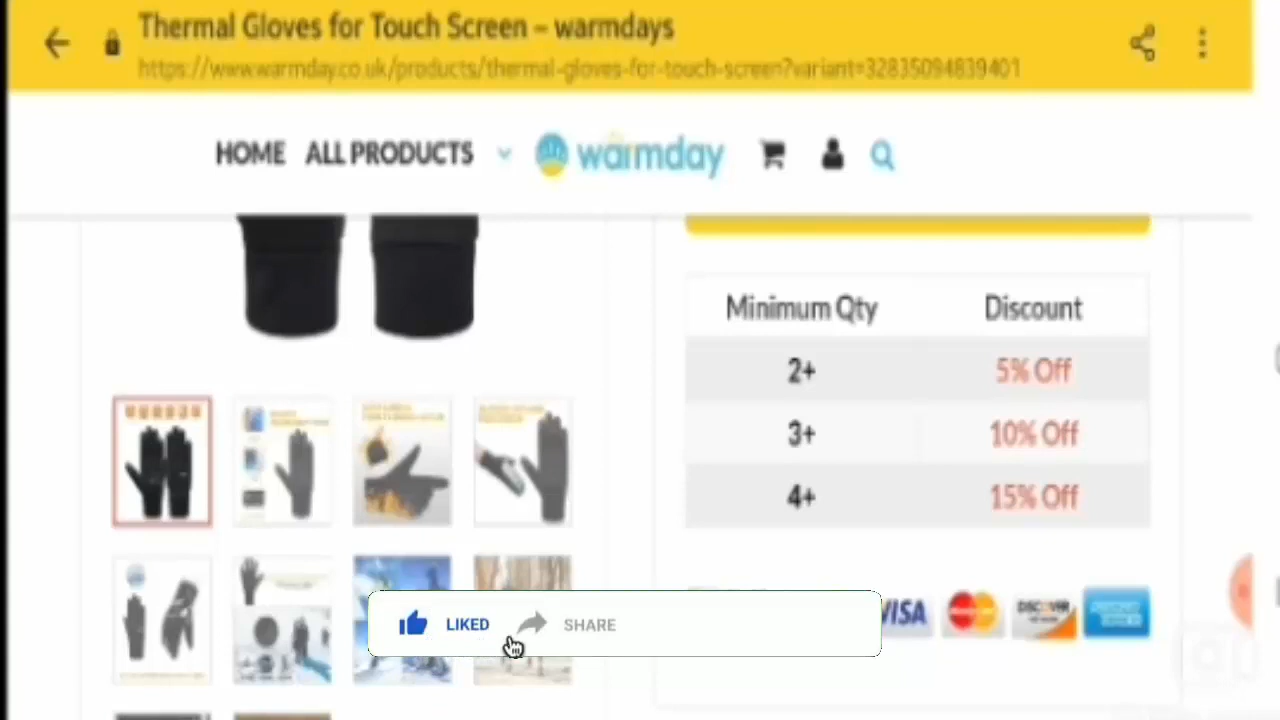 Thermal Gloves for Touch Screen – warmdays
https://www.warmday.co.uk/products/thermal-gloves-for-touch-screen?variant=32835094839401
HOME ALL PRODUCTS warmday
Minimum Qty Discount
2+ 5% Off
3+ 10% Off
4+ 15% Off
LIKED SHARE
VISA DISCOVER